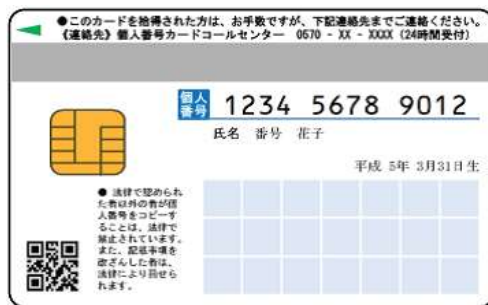 ●このカードを拾得された方は、お手数ですが、下記連絡先までご連絡ください。
《連絡先》個人番号カードコールセンター 0570 - XX - XXXX (24時間受付)
個人
番号
1234 5678 9012
氏名 番号 花子
平成 5年 3月31日生
● 法律で認められ
た者以外の者が個
人番号をコピーす
ることは、法律で
禁止されています。
また、記載事項を
改ざんした者は、
法律により罰せら
れます。